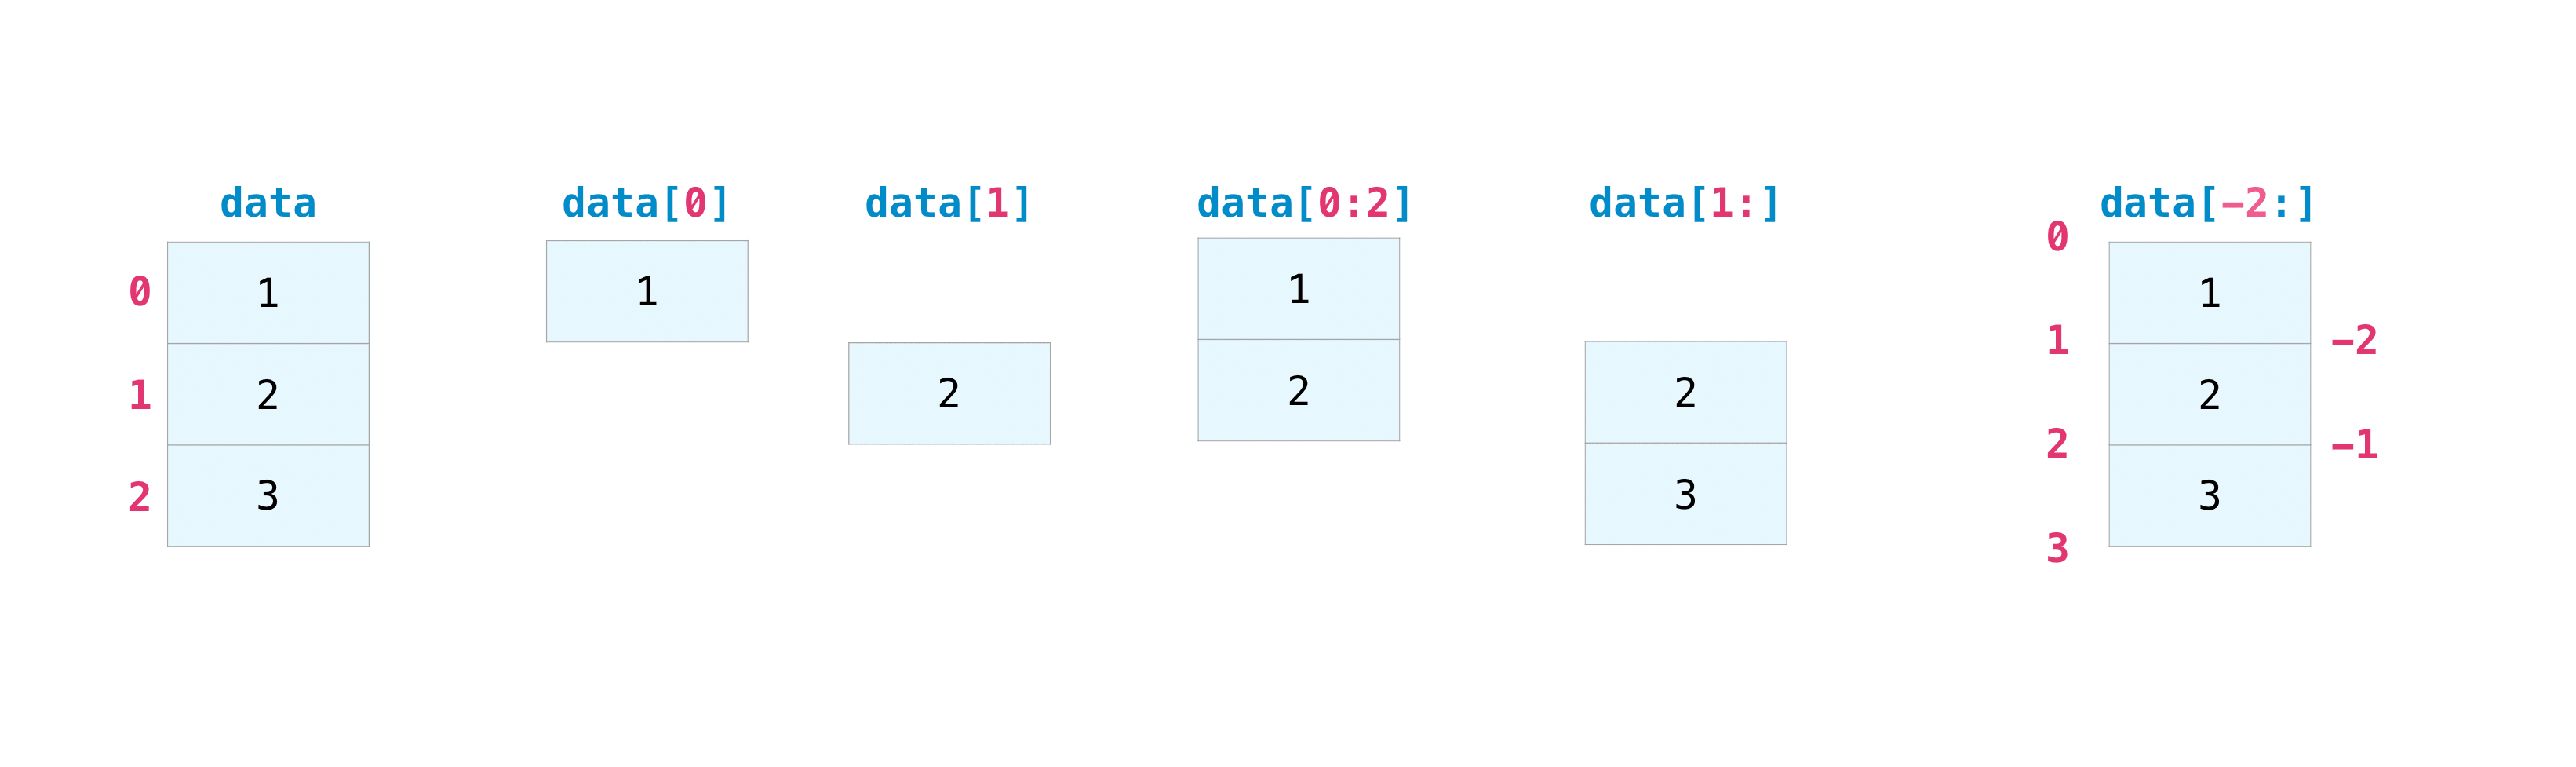 data data[0] data[1] data[0:2] data[1:] data[−2:]
0
0 1 1 1 1
1 −2
1 2 2 2 2 2
2 −1
2 3 3 3
3